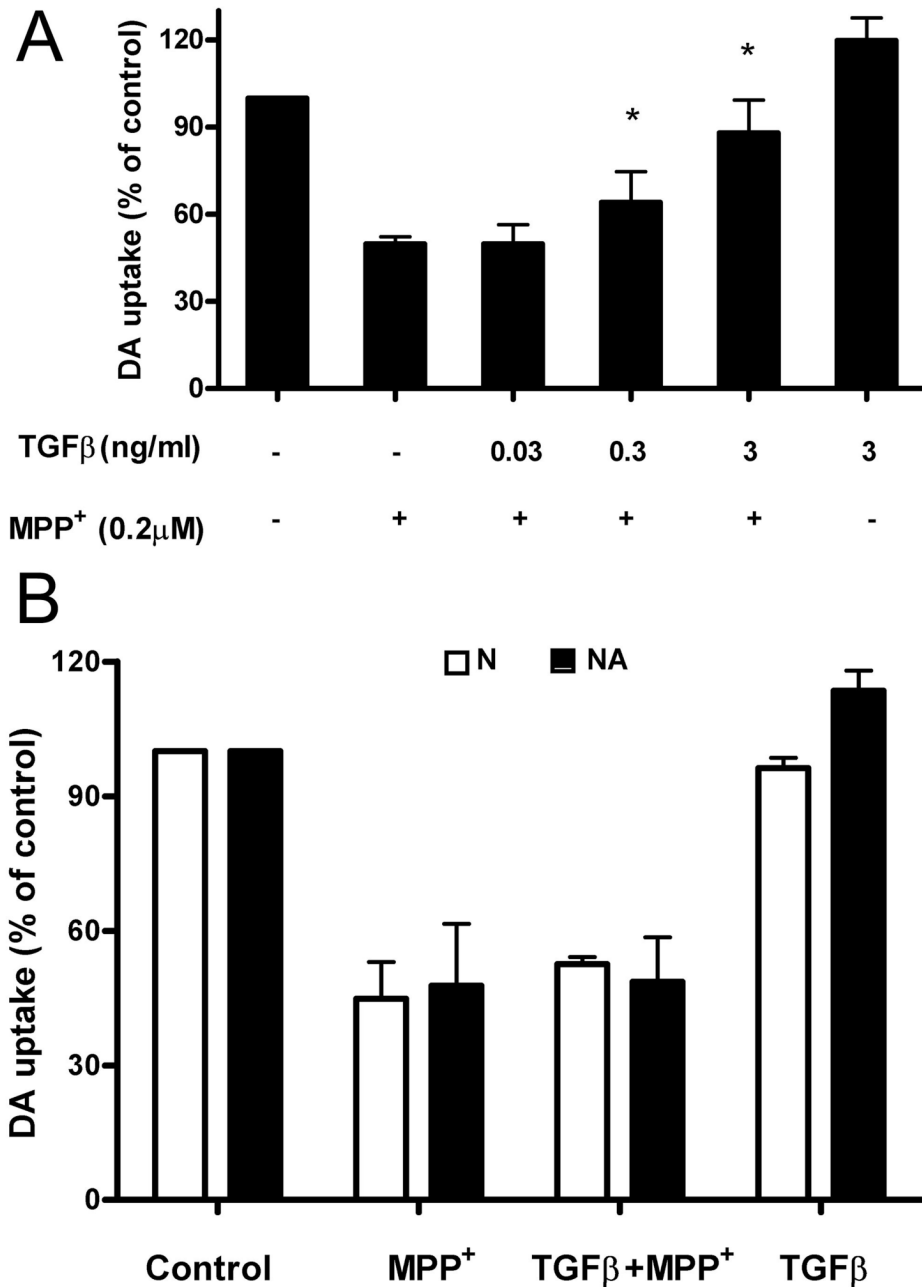 A
DA uptake (% of control)
120
90
60
30
0
* *
TGFβ (ng/ml) - - 0.03 0.3 3 3
MPP⁺ (0.2μM) - + + + + -
B
DA uptake (% of control)
N NA
120
90
60
30
0
Control MPP⁺ TGFβ+MPP⁺ TGFβ